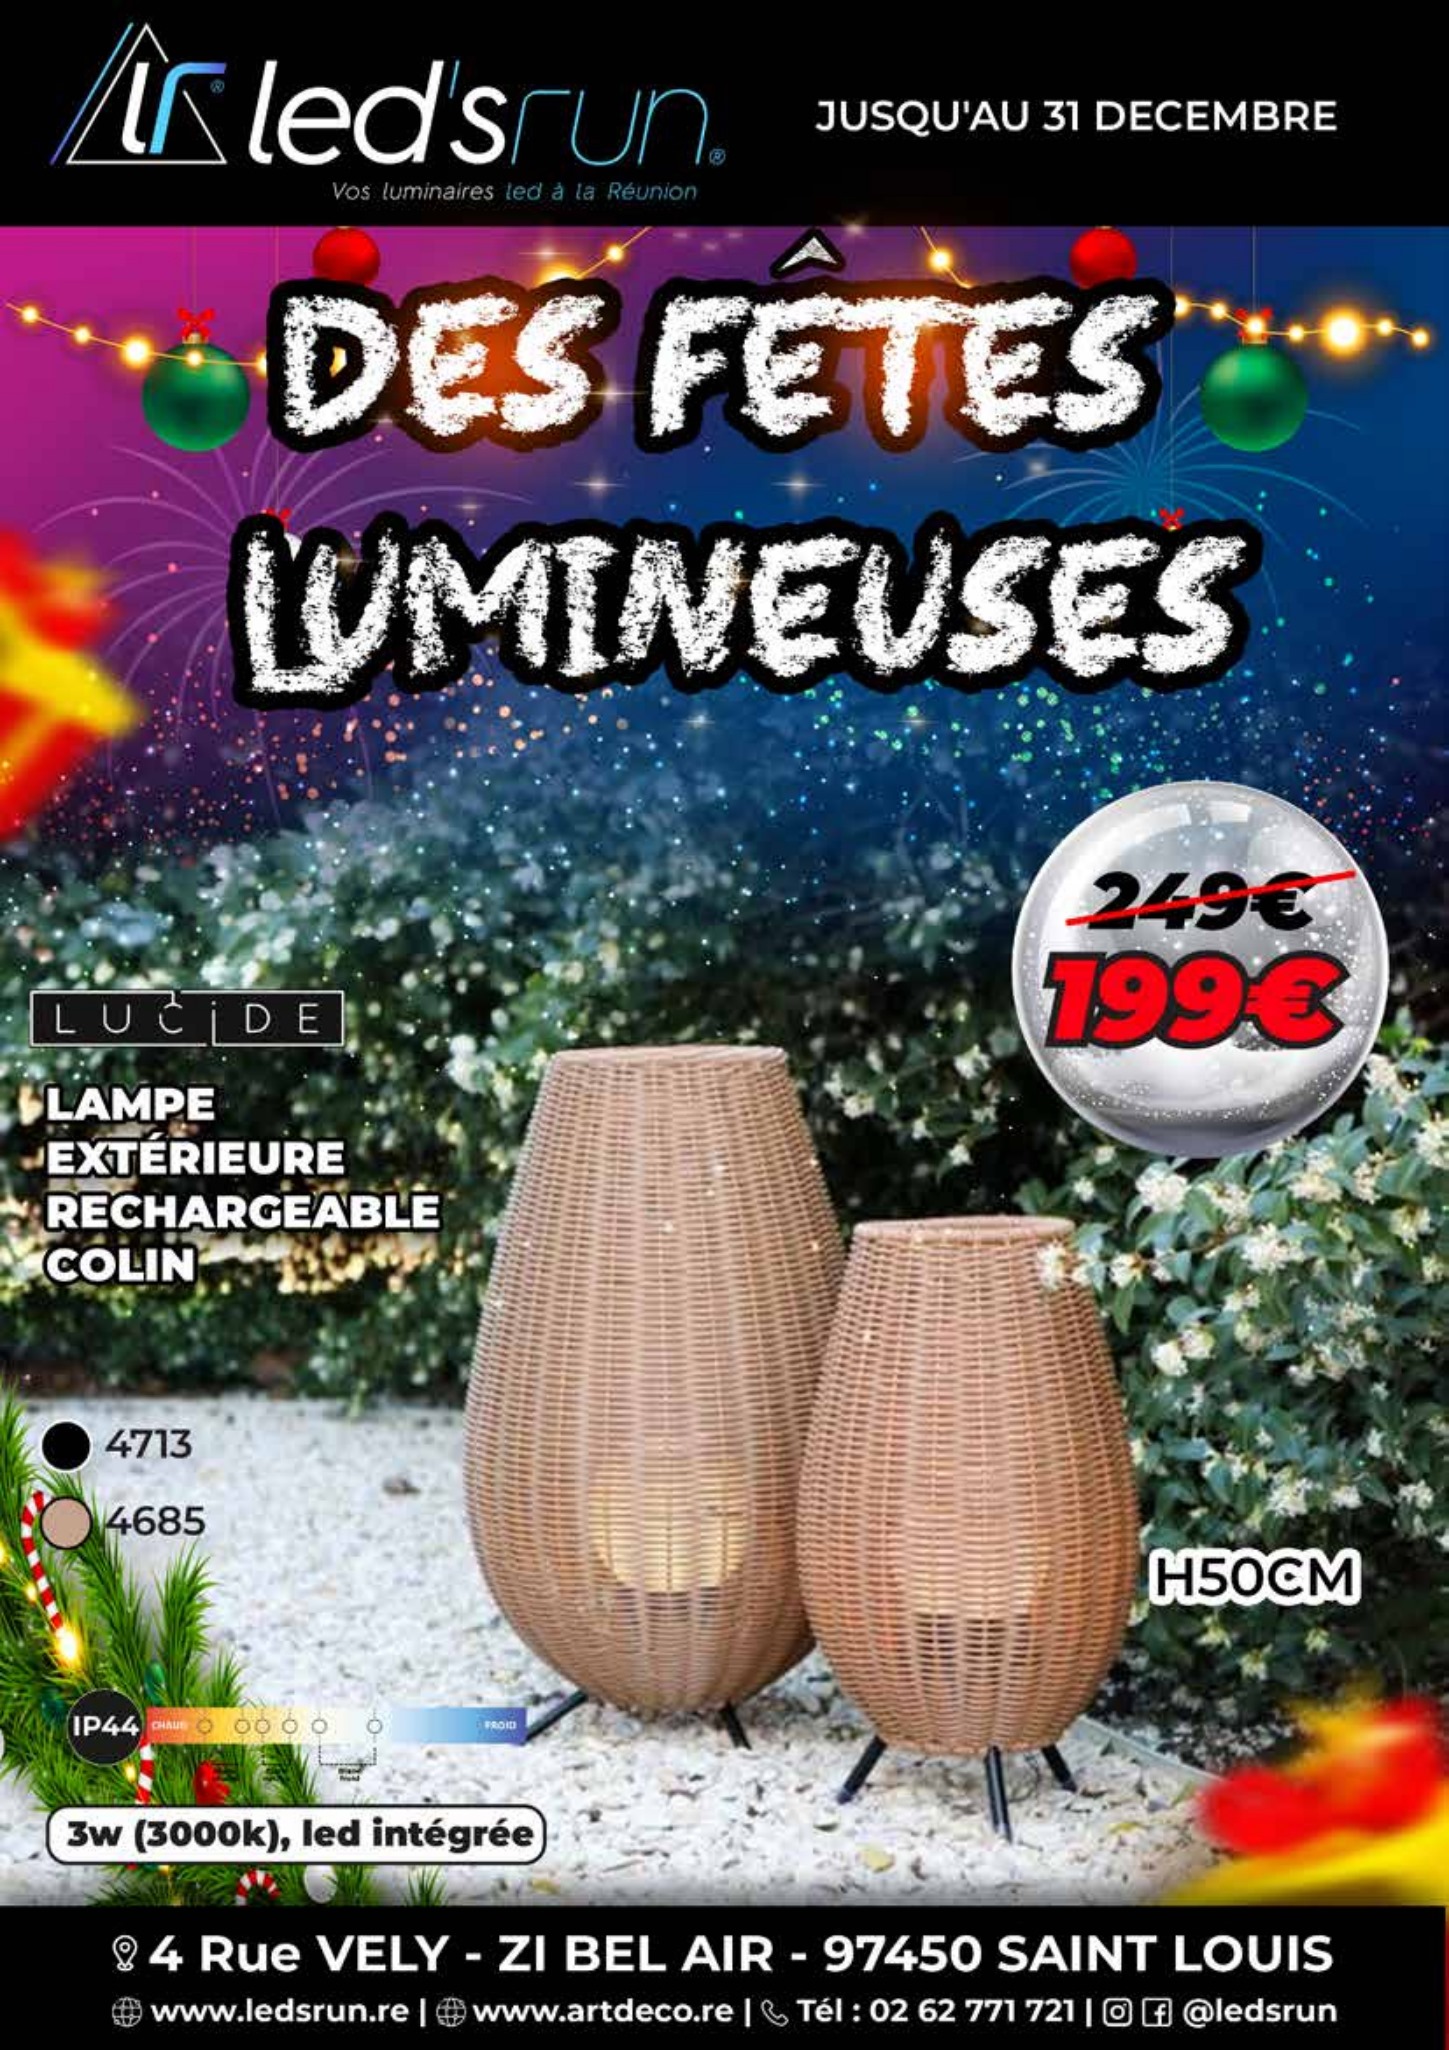 lr® led'srun®
JUSQU'AU 31 DECEMBRE
Vos luminaires led à la Réunion
DES FÊTES
LUMINEUSES
249€
199€
LUCIDE
LAMPE
EXTÉRIEURE
RECHARGEABLE
COLIN
4713
4685
H50CM
IP44 CHAUD FROID
3w (3000k), led intégrée
4 Rue VELY - ZI BEL AIR - 97450 SAINT LOUIS
www.ledsrun.re | www.artdeco.re | Tél : 02 62 771 721 | @ledsrun